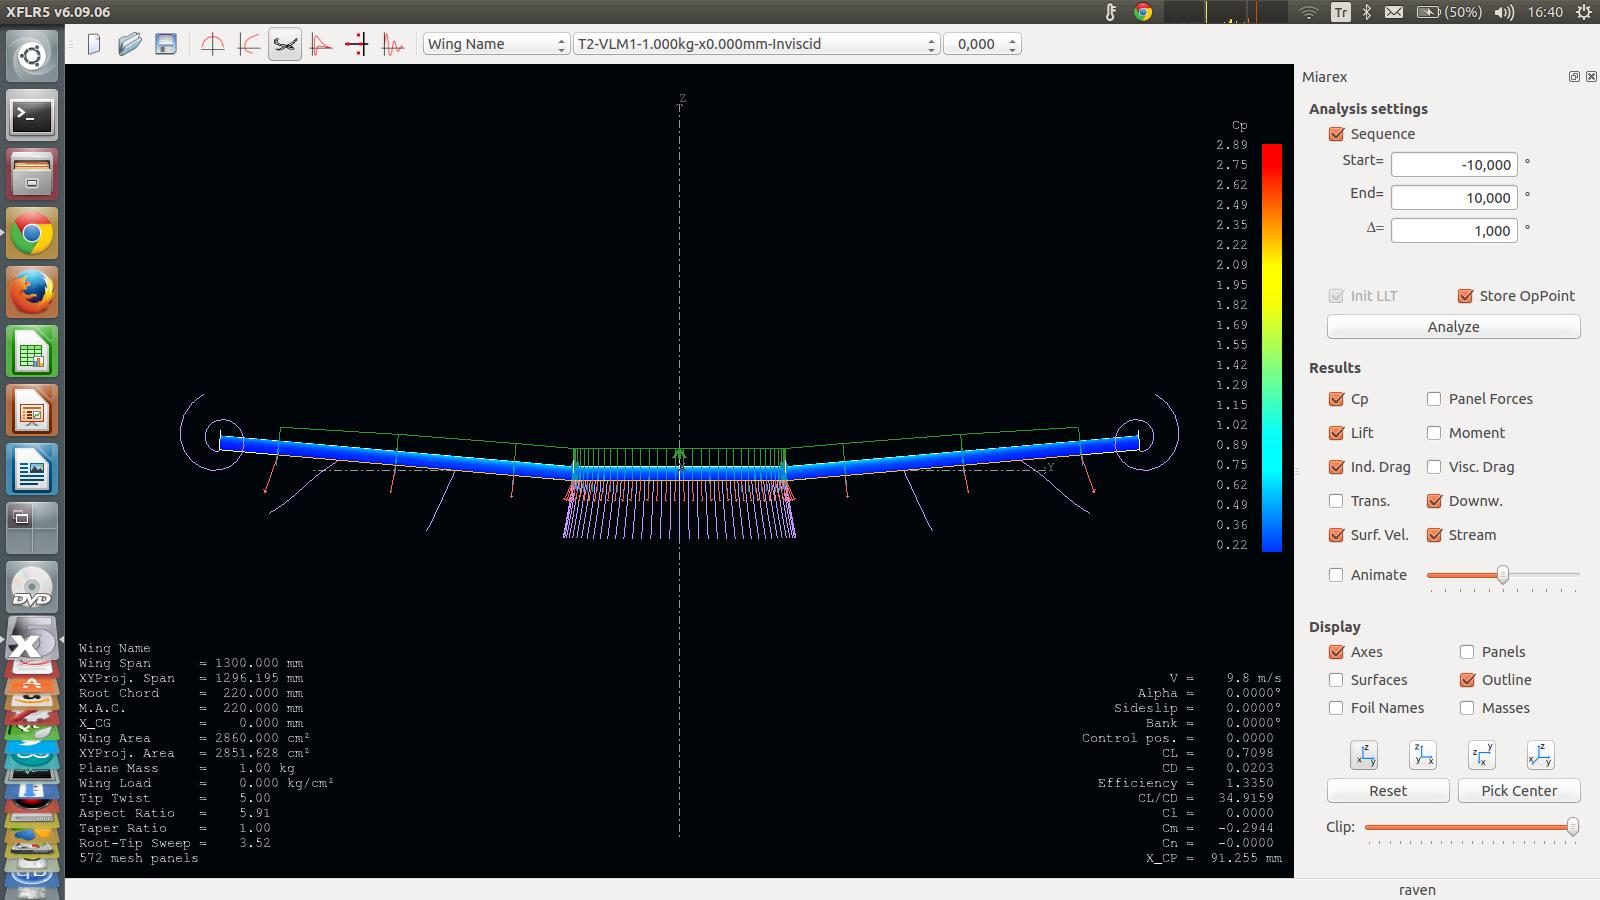 XFLR5 v6.09.06
Tr
(50%)
16:40
Wing Name
T2-VLM1-1.000kg-x0.000mm-Inviscid
0,000
Z
Y
Cp
2.89
2.75
2.62
2.49
2.35
2.22
2.09
1.95
1.82
1.69
1.55
1.42
1.29
1.15
1.02
0.89
0.75
0.62
0.49
0.36
0.22
Wing Name
Wing Span = 1300.000 mm
XYProj. Span = 1296.195 mm
Root Chord = 220.000 mm
M.A.C. = 220.000 mm
X_CG = 0.000 mm
Wing Area = 2860.000 cm²
XYProj. Area = 2851.628 cm²
Plane Mass = 1.00 kg
Wing Load = 0.000 kg/cm²
Tip Twist = 5.00
Aspect Ratio = 5.91
Taper Ratio = 1.00
Root-Tip Sweep = 3.52
572 mesh panels
V = 9.8 m/s
Alpha = 0.0000°
Sideslip = 0.0000°
Bank = 0.0000°
Control pos. = 0.0000
CL = 0.7098
CD = 0.0203
Efficiency = 1.3350
CL/CD = 34.9159
Cl = 0.0000
Cm = -0.2944
Cn = -0.0000
X_CP = 91.255 mm
Miarex
Analysis settings
Sequence
Start= -10,000 °
End= 10,000 °
Δ= 1,000 °
Init LLT Store OpPoint
Analyze
Results
Cp Panel Forces
Lift Moment
Ind. Drag Visc. Drag
Trans. Downw.
Surf. Vel. Stream
Animate
Display
Axes Panels
Surfaces Outline
Foil Names Masses
Reset Pick Center
Clip:
raven
DVD